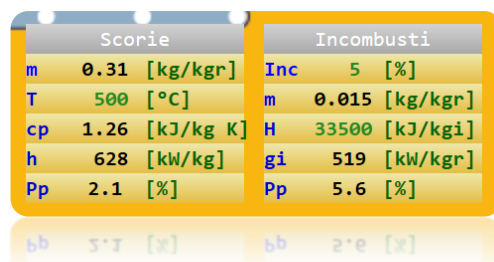 Scorie
m 0.31 [kg/kgr]
T 500 [°C]
cp 1.26 [kJ/kg K]
h 628 [kW/kg]
Pp 2.1 [%]
Incombusti
Inc 5 [%]
m 0.015 [kg/kgr]
H 33500 [kJ/kgi]
gi 519 [kW/kgr]
Pp 5.6 [%]